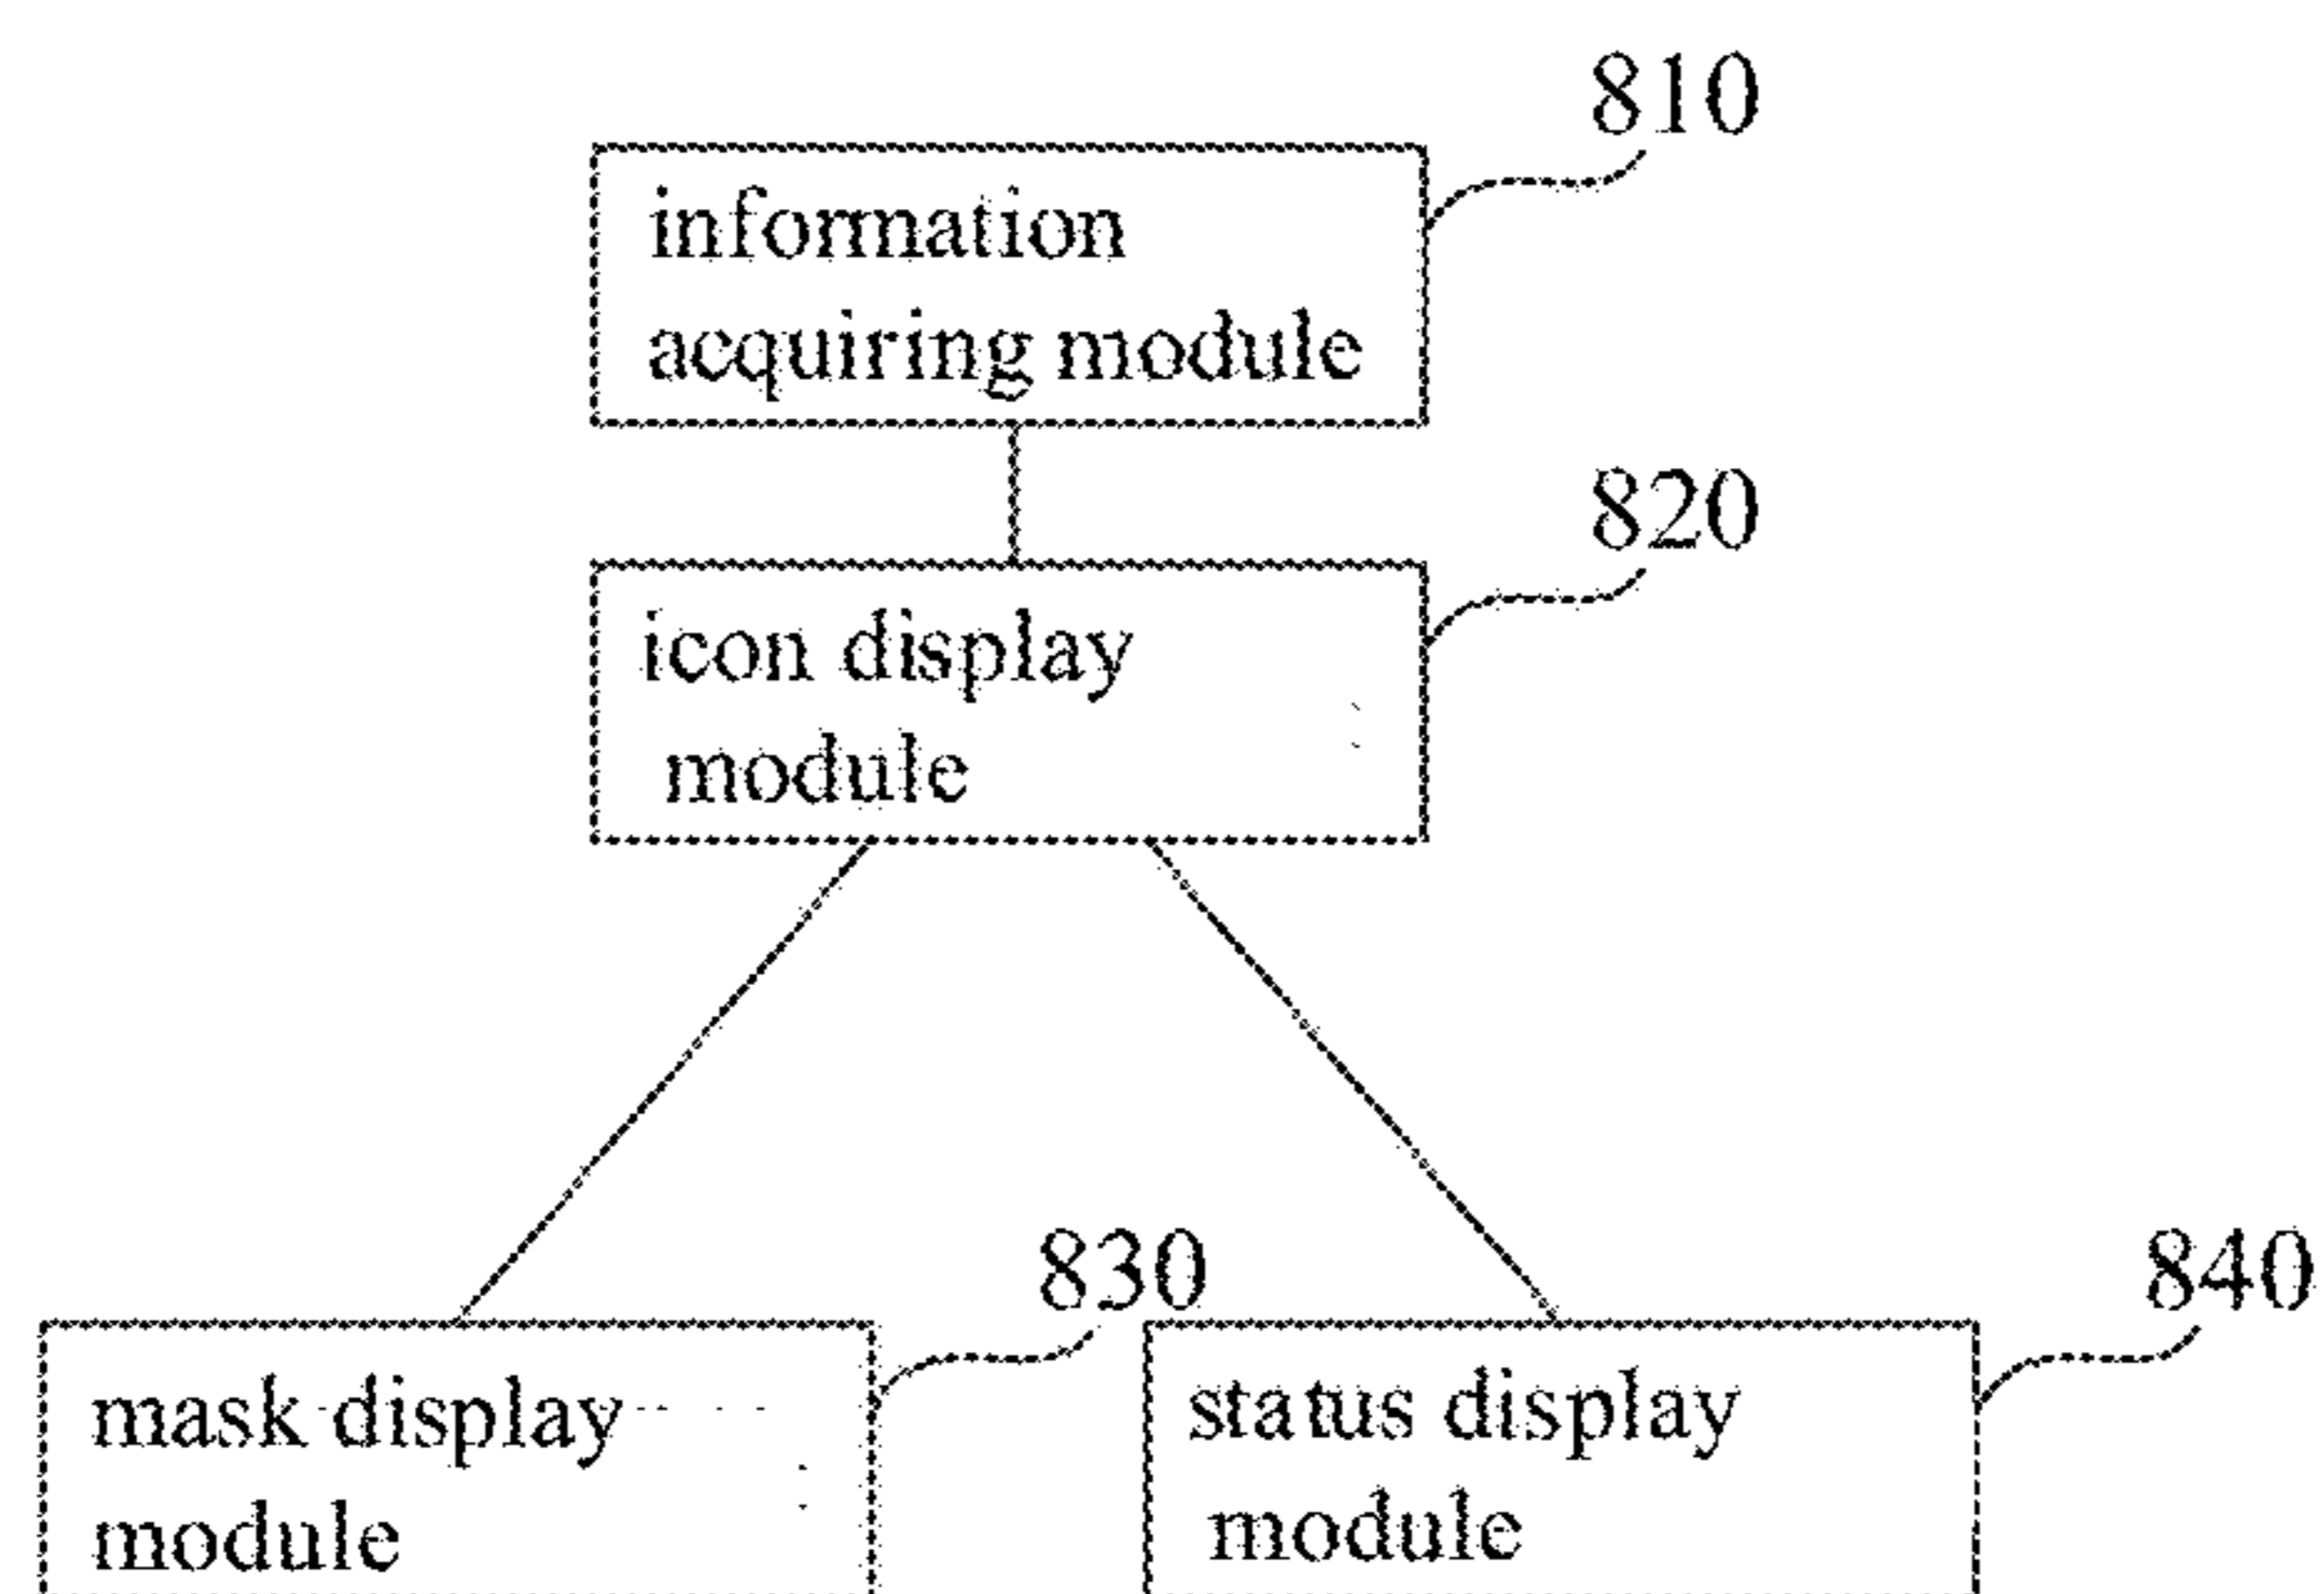 810
information
acquiring module
820
icon display
module
830
840
mask display
module
status display
module